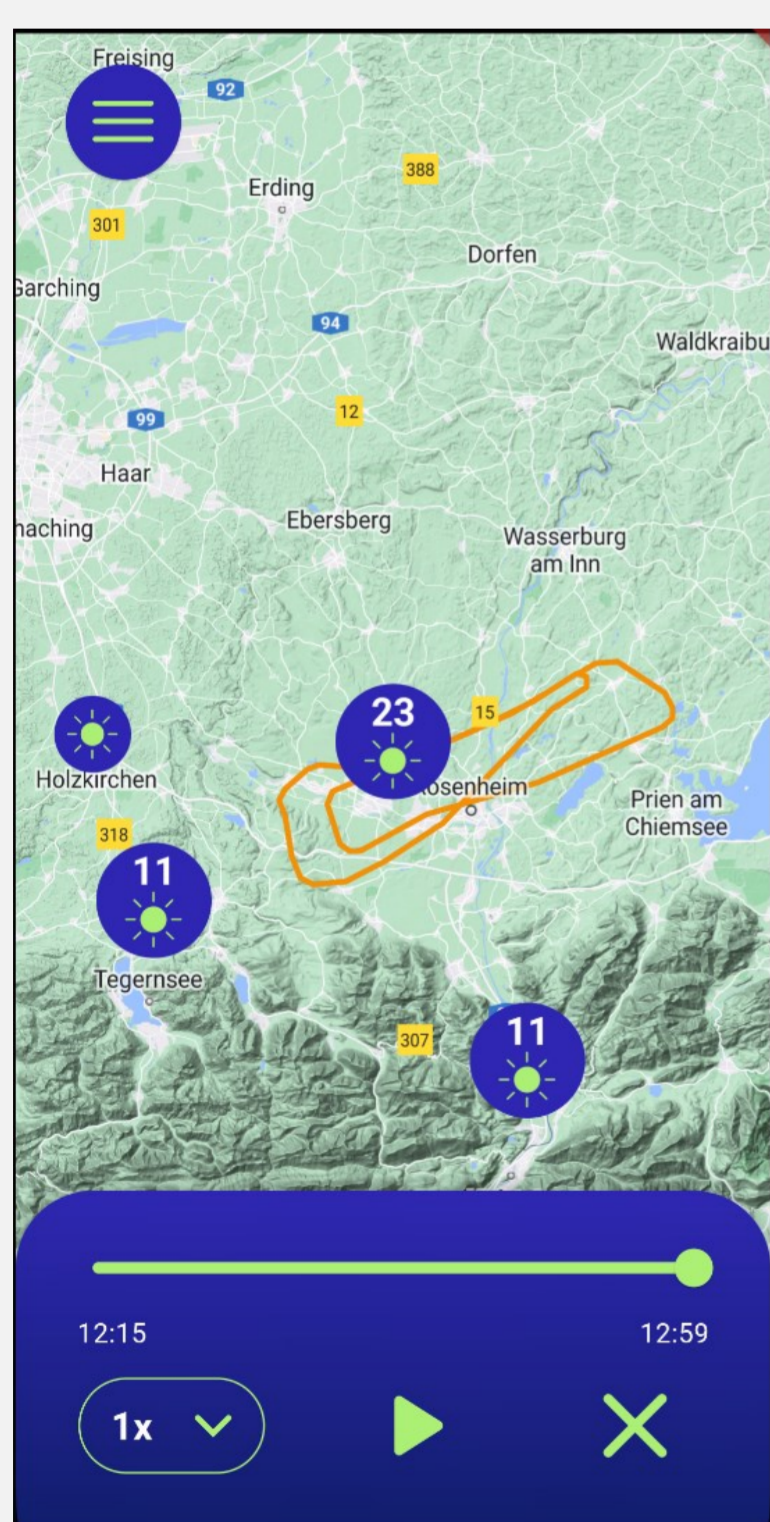 Freising
92
388
Erding
301
Dorfen
Garching
94
Waldkraibu
12
99
Haar
Ebersberg
haching
Wasserburg
am Inn
23
15
Holzkirchen
osenheim
Prien am
Chiemsee
318
11
Tegernsee
11
307
12:15
12:59
1x